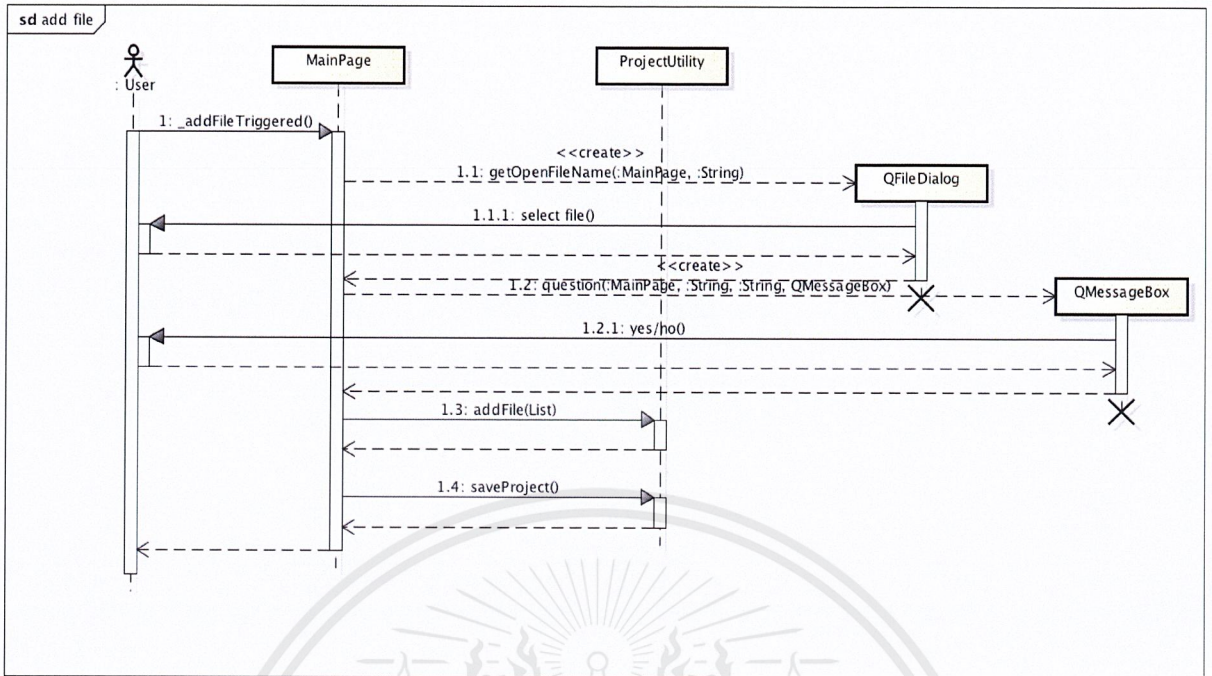 sd add file
: User
MainPage
ProjectUtility
1: _addFileTriggered()
<<create>>
1.1: getOpenFileName(:MainPage, :String)
QFileDialog
1.1.1: select file()
<<create>>
1.2: question(:MainPage, :String, :String, QMessageBox)
QMessageBox
1.2.1: yes/no()
1.3: addFile(List)
1.4: saveProject()